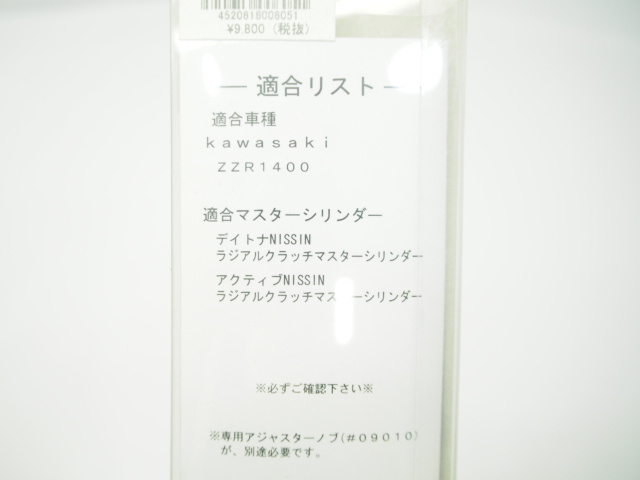 4520616006051
¥9,800 (税抜)
― 適合リスト ―
適合車種
kawasaki
ZZR1400
適合マスターシリンダー
デイトナNISSIN
ラジアルクラッチマスターシリンダー
アクティブNISSIN
ラジアルクラッチマスターシリンダー
※必ずご確認下さい※
※専用アジャスターノブ(#09010)
が、別途必要です。